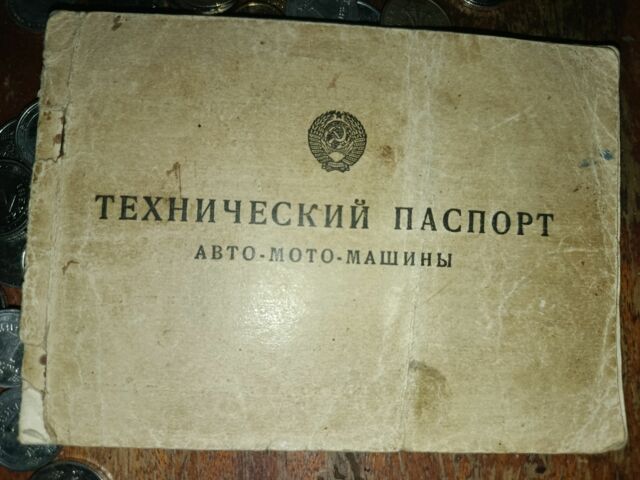 ТЕХНИЧЕСКИЙ ПАСПОРТ
АВТО-МОТО-МАШИНЫ